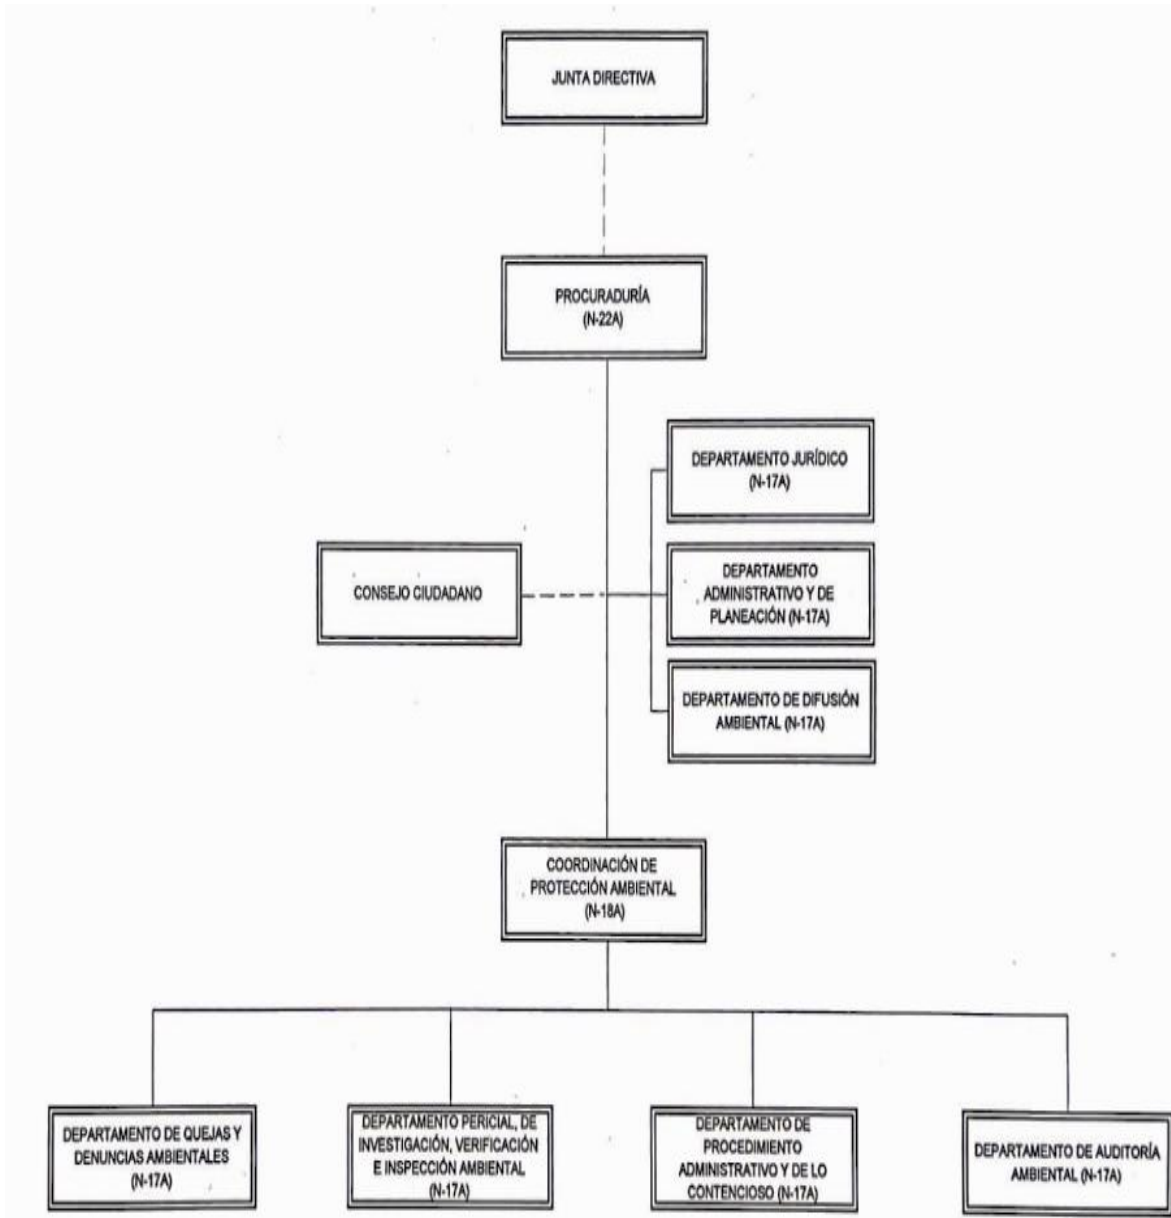 JUNTA DIRECTIVA
PROCURADURÍA
(N-22A)
DEPARTAMENTO JURÍDICO
(N-17A)
CONSEJO CIUDADANO
DEPARTAMENTO
ADMINISTRATIVO Y DE
PLANEACIÓN (N-17A)
DEPARTAMENTO DE DIFUSIÓN
AMBIENTAL (N-17A)
COORDINACIÓN DE
PROTECCIÓN AMBIENTAL
(N-18A)
DEPARTAMENTO DE QUEJAS Y
DENUNCIAS AMBIENTALES
(N-17A)
DEPARTAMENTO PERICIAL, DE
INVESTIGACIÓN, VERIFICACIÓN
E INSPECCIÓN AMBIENTAL
(N-17A)
DEPARTAMENTO DE
PROCEDIMIENTO
ADMINISTRATIVO Y DE LO
CONTENCIOSO (N-17A)
DEPARTAMENTO DE AUDITORÍA
AMBIENTAL (N-17A)